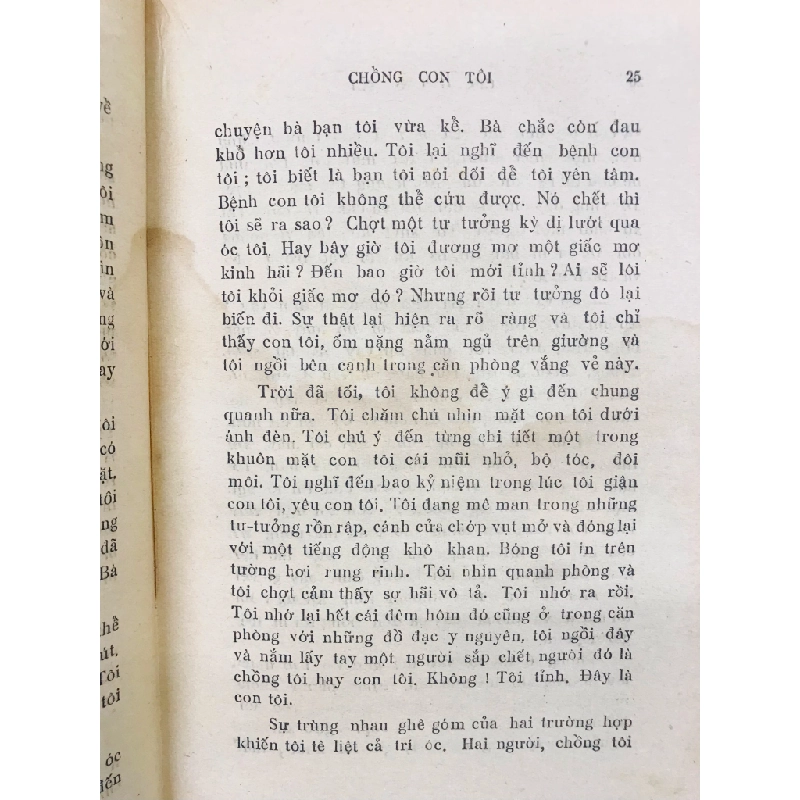 CHỒNG CON TÔI 25
chuyện bà bạn tôi vừa kề. Bà chắc còn đau
khổ hơn tôi nhiều. Tôi lại nghĩ đến bệnh con
tôi ; tôi biết là bạn tôi nói dối để tôi yên tâm.
Bệnh con tôi không thể cứu được. Nó chết thì
tôi sẽ ra sao ? Chợt một tư tưởng kỳ dị lướt qua
óc tôi. Hay bây giờ tôi đương mơ một giấc mơ
kinh hãi ? Đến bao giờ tôi mới tỉnh ? Ai sẽ lôi
tôi khỏi giấc mơ đó ? Nhưng rồi tư tưởng đó lại
biến đi. Sự thật lại hiện ra rõ ràng và tôi chỉ
thấy con tôi, ốm nặng nằm ngủ trên giường và
tôi ngồi bên cạnh trong căn phòng vắng vẻ này.
Trời đã tối, tôi không để ý gì đến chung
quanh nữa. Tôi chăm chú nhìn mặt con tôi dưới
ánh đèn. Tôi chú ý đến từng chi tiết một trong
khuôn mặt con tôi cái mũi nhỏ, bộ tóc, đôi
môi. Tôi nghĩ đến bao kỷ niệm trong lúc tôi giận
con tôi, yêu con tôi. Tôi đang mê man trong những
tư-tưởng rồn rập, cánh cửa chớp vụt mở và đóng lại
với một tiếng động khô khan. Bóng tôi in trên
tường hơi rung rinh. Tôi nhìn quanh phòng và
tôi chợt cảm thấy sợ hãi vô tả. Tôi nhớ ra rồi.
Tôi nhớ lại hết cái đêm hôm đó cũng ở trong căn
phòng với những đồ đạc y nguyên, tôi ngồi đây
và nắm lấy tay một người sắp chết, người đó là
chồng tôi hay con tôi. Không ! Tôi tỉnh. Đây là
con tôi.
Sự trùng nhau ghê gớm của hai trường hợp
khiến tôi tê liệt cả trí óc. Hai người, chồng tôi